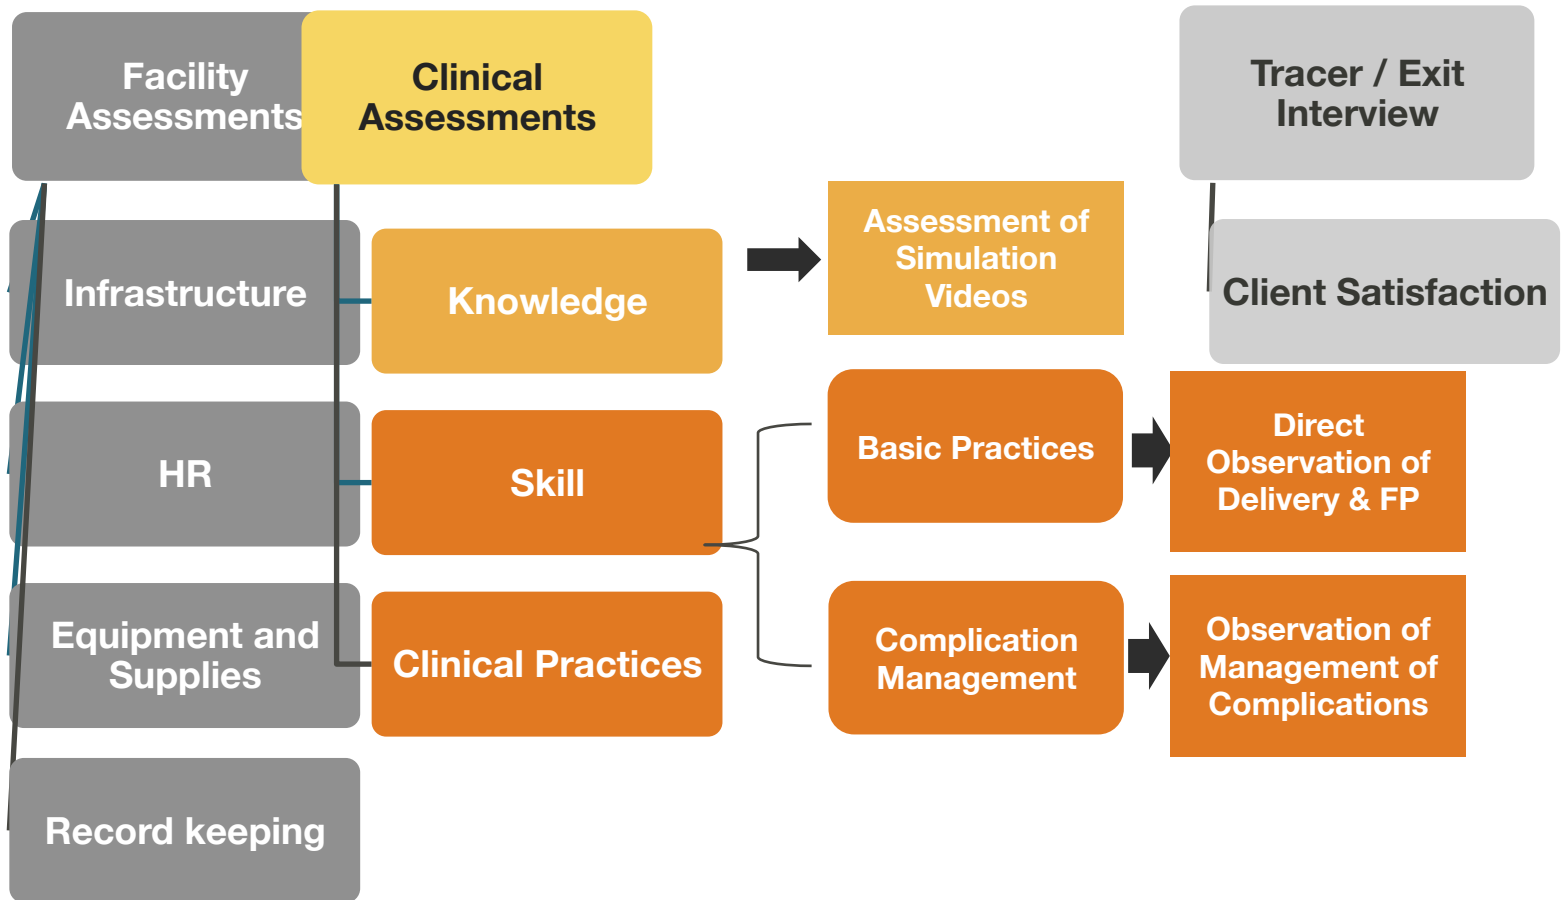 Facility
Assessments
Clinical
Assessments
Tracer / Exit
Interview
Infrastructure
Knowledge
Assessment of
Simulation
Videos
Client Satisfaction
HR
Skill
Basic Practices
Direct
Observation of
Delivery & FP
Equipment and
Supplies
Clinical Practices
Complication
Management
Observation of
Management of
Complications
Record keeping